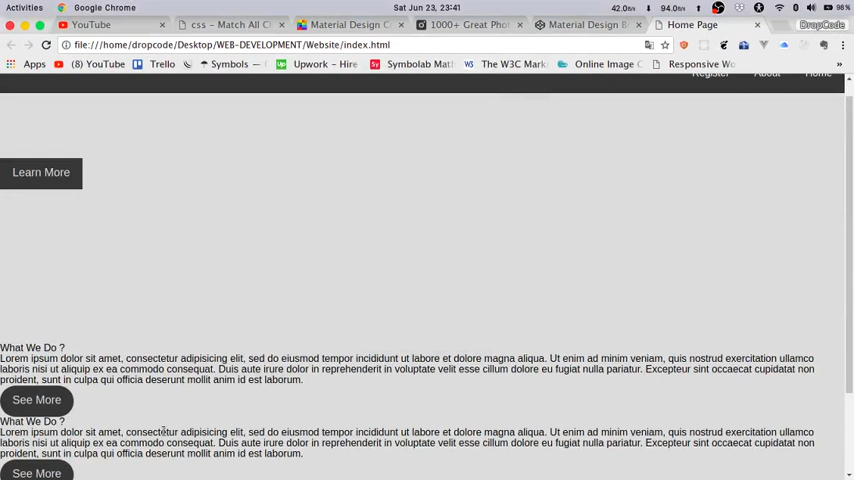 Activities
Google Chrome
Sat Jun 23, 23:41
42.0
94.0
98%
YouTube
css - Match All C
Material Design C
1000+ Great Phot
Material Design B
Home Page
DropCode
file:///home/dropcode/Desktop/WEB-DEVELOPMENT/Website/index.html
Apps
(8) YouTube
Trello
Symbols —
Upwork - Hire
Symbolab Mat
The W3C Mark
Online Image C
Responsive Wo
»
Register
About
Home
Learn More
What We Do ?
Lorem ipsum dolor sit amet, consectetur adipisicing elit, sed do eiusmod tempor incididunt ut labore et dolore magna aliqua. Ut enim ad minim veniam, quis nostrud exercitation ullamco
laboris nisi ut aliquip ex ea commodo consequat. Duis aute irure dolor in reprehenderit in voluptate velit esse cillum dolore eu fugiat nulla pariatur. Excepteur sint occaecat cupidatat non
proident, sunt in culpa qui officia deserunt mollit anim id est laborum.
See More
What We Do ?
Lorem ipsum dolor sit amet, consectetur adipisicing elit, sed do eiusmod tempor incididunt ut labore et dolore magna aliqua. Ut enim ad minim veniam, quis nostrud exercitation ullamco
laboris nisi ut aliquip ex ea commodo consequat. Duis aute irure dolor in reprehenderit in voluptate velit esse cillum dolore eu fugiat nulla pariatur. Excepteur sint occaecat cupidatat non
proident, sunt in culpa qui officia deserunt mollit anim id est laborum.
See More